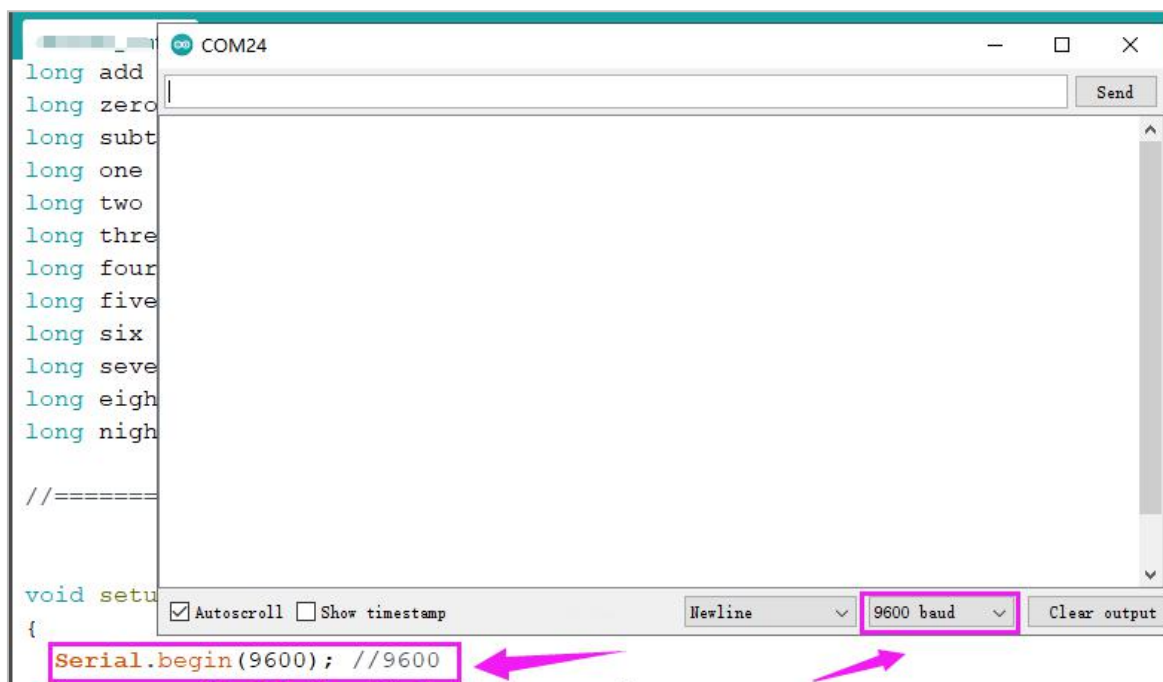 COM24
Send
long add
long zero
long subt
long one
long two
long thre
long four
long five
long six
long seve
long eigh
long nigh
//========
void setu
Autoscroll Show timestamp Newline 9600 baud Clear output
{
Serial.begin(9600); //9600